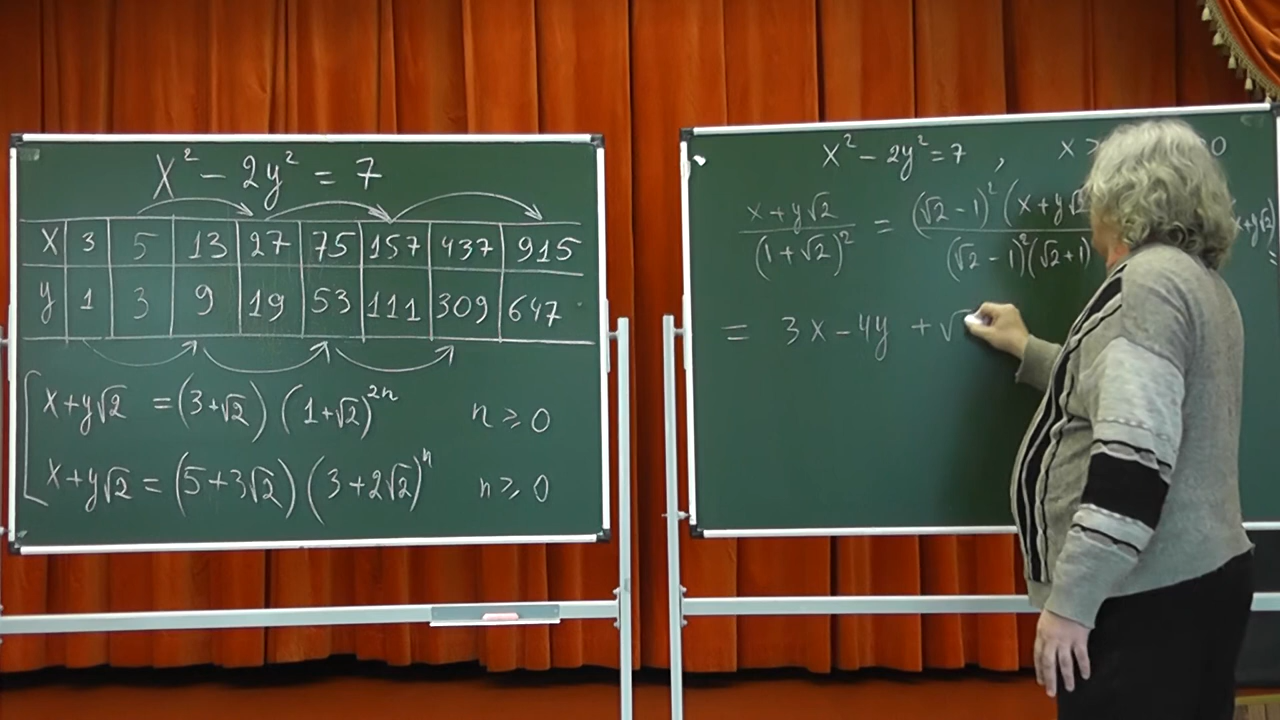 x² − 2y² = 7
x 3 5 13 27 75 157 437 915
y 1 3 9 19 53 111 309 647
x+y√2 = (3+√2) (1+√2)²ⁿ n ≥ 0
x+y√2 = (5+3√2) (3+2√2)ⁿ n ≥ 0
x² − 2y² = 7 , x > 0
(x+y√2)/(1+√2)² = ((√2−1)² (x+y√2)/((√2−1)²(√2+1) x+y√2) =
= 3x−4y + √